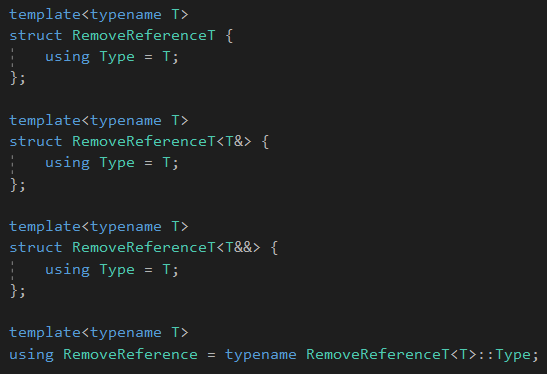 template<typename T>
struct RemoveReferenceT {
    using Type = T;
};

template<typename T>
struct RemoveReferenceT<T&> {
    using Type = T;
};

template<typename T>
struct RemoveReferenceT<T&&> {
    using Type = T;
};

template<typename T>
using RemoveReference = typename RemoveReferenceT<T>::Type;